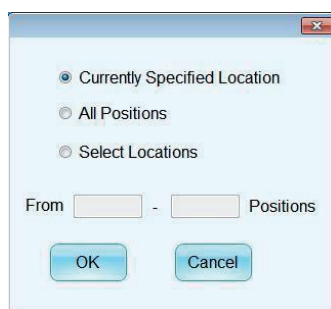 Currently Specified Location
All Positions
Select Locations
From - Positions
OK Cancel